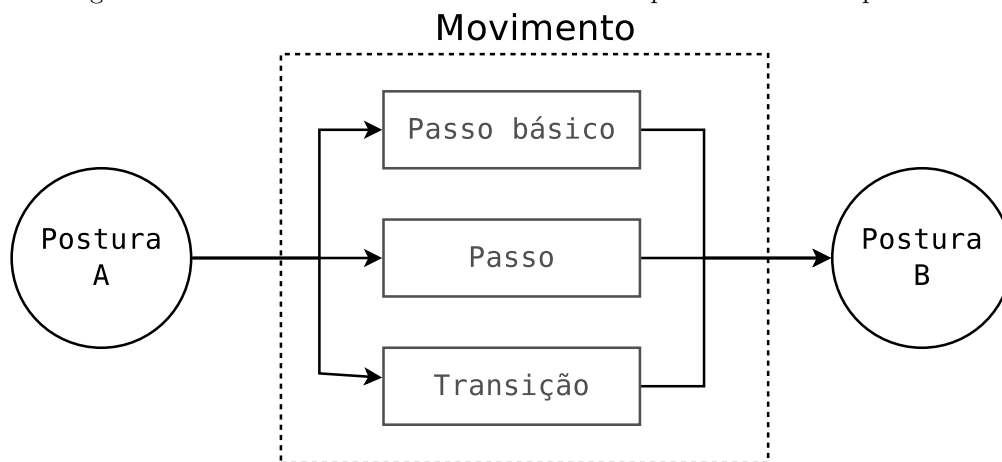 Movimento
Passo básico
Postura
A
Passo
Postura
B
Transição